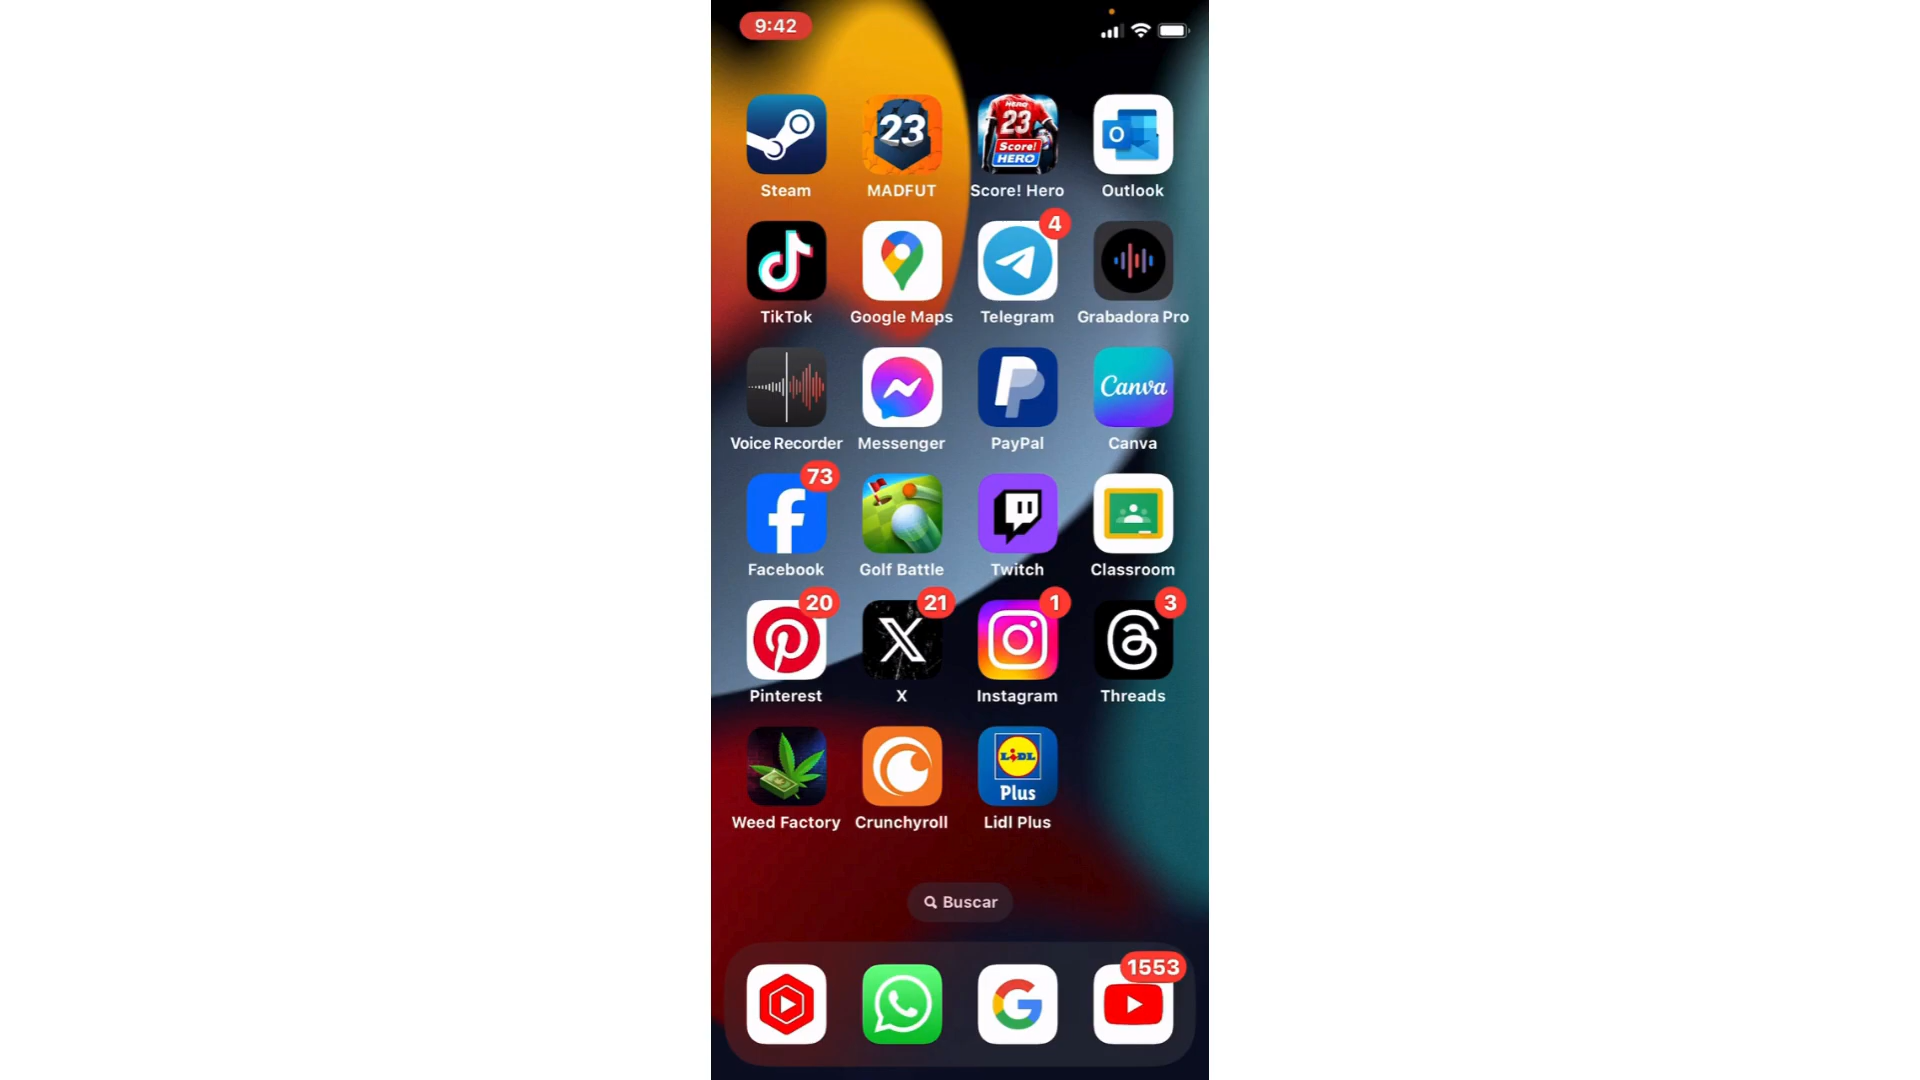 9:42
23
HERO
23
Score!
HERO
O
Steam
MADFUT
Score! Hero
Outlook
4
TikTok
Google Maps
Telegram
Grabadora Pro
Canva
Voice Recorder
Messenger
PayPal
Canva
73
Facebook
Golf Battle
Twitch
Classroom
20
21
1
3
Pinterest
X
Instagram
Threads
LIDL
Plus
Weed Factory
Crunchyroll
Lidl Plus
Buscar
1553